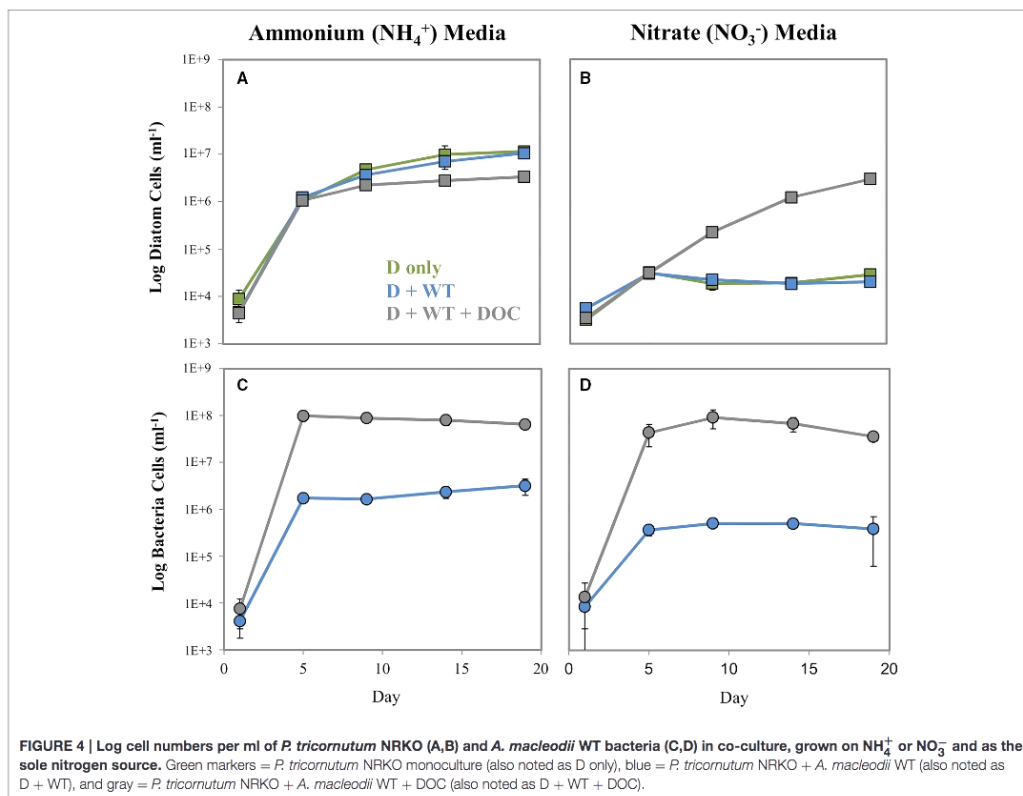 Ammonium (NH₄⁺) Media
Nitrate (NO₃⁻) Media
Log Diatom Cells (ml⁻¹)
1E+9
1E+8
1E+7
1E+6
1E+5
1E+4
1E+3
A
D only
D + WT
D + WT + DOC
B
Log Bacteria Cells (ml⁻¹)
1E+9
1E+8
1E+7
1E+6
1E+5
1E+4
1E+3
C
D
0 5 10 15 20
0 5 10 15 20
Day
Day
FIGURE 4 | Log cell numbers per ml of P. tricornutum NRKO (A,B) and A. macleodii WT bacteria (C,D) in co-culture, grown on NH₄⁺ or NO₃⁻ and as the
sole nitrogen source. Green markers = P. tricornutum NRKO monoculture (also noted as D only), blue = P. tricornutum NRKO + A. macleodii WT (also noted as
D + WT), and gray = P. tricornutum NRKO + A. macleodii WT + DOC (also noted as D + WT + DOC).